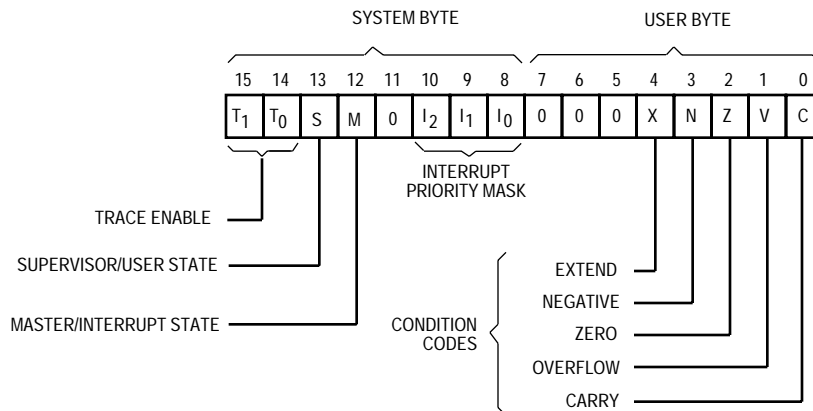 SYSTEM BYTE USER BYTE
15 14 13 12 11 10 9 8 7 6 5 4 3 2 1 0
T1 T0 S M 0 I2 I1 I0 0 0 0 X N Z V C
INTERRUPT
PRIORITY MASK
TRACE ENABLE
SUPERVISOR/USER STATE
MASTER/INTERRUPT STATE
CONDITION
CODES
EXTEND
NEGATIVE
ZERO
OVERFLOW
CARRY